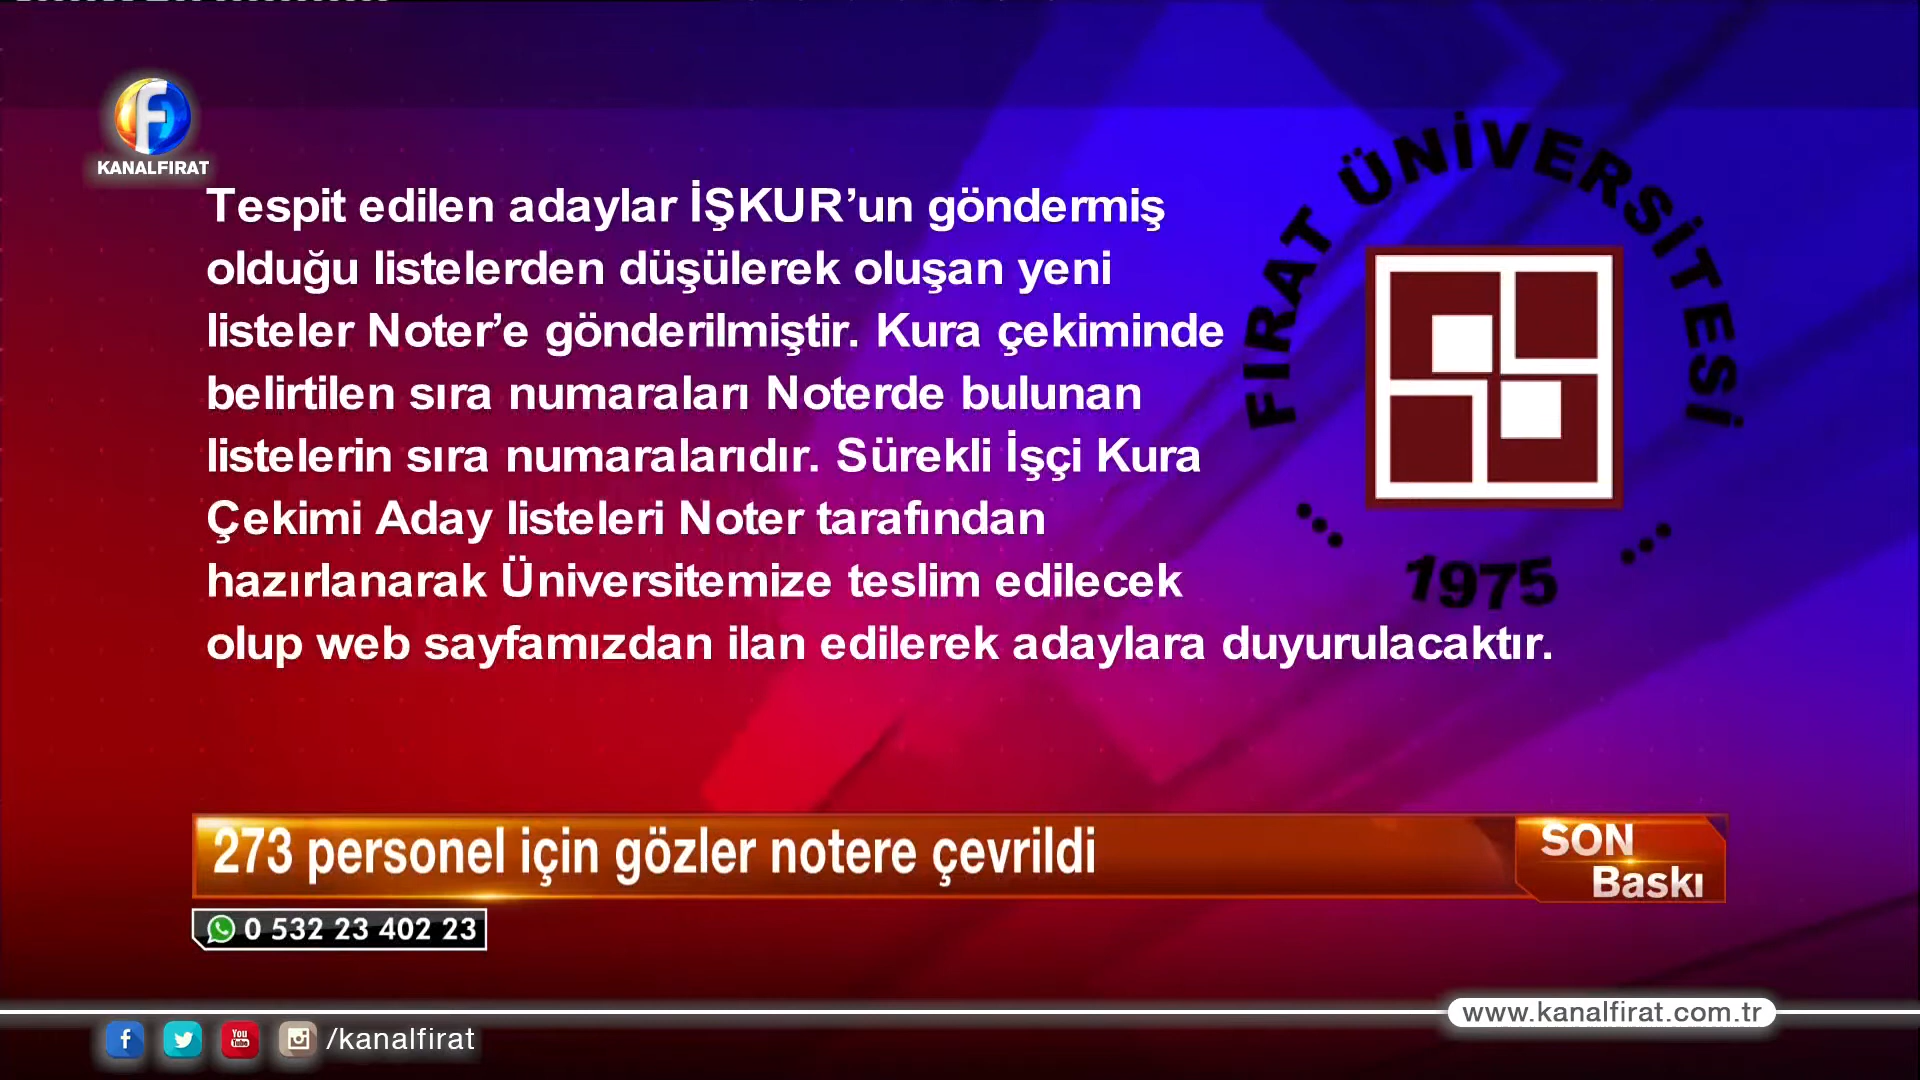 KANALFIRAT
Tespit edilen adaylar İŞKUR’un göndermiş
olduğu listelerden düşülerek oluşan yeni
listeler Noter’e gönderilmiştir. Kura çekiminde
belirtilen sıra numaraları Noterde bulunan
listelerin sıra numaralarıdır. Sürekli İşçi Kura
Çekimi Aday listeleri Noter tarafından
hazırlanarak Üniversitemize teslim edilecek
olup web sayfamızdan ilan edilerek adaylara duyurulacaktır.
FIRAT ÜNİVERSİTESİ
1975
273 personel için gözler notere çevrildi
SON
Baskı
0 532 23 402 23
www.kanalfirat.com.tr
/kanalfirat